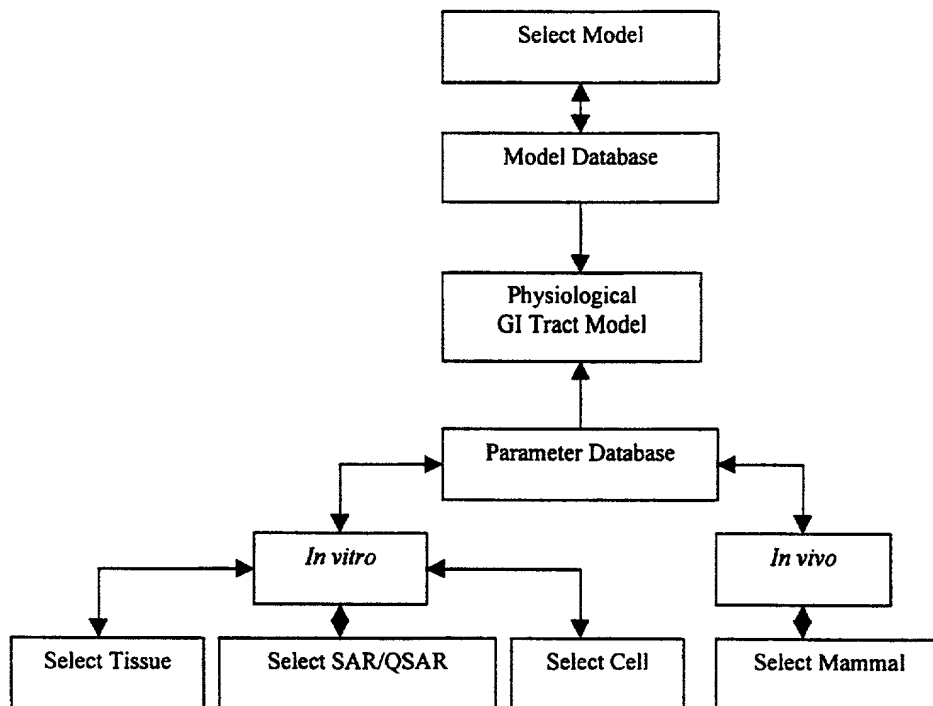 Select Model
Model Database
Physiological
GI Tract Model
Parameter Database
In vitro
In vivo
Select Tissue
Select SAR/QSAR
Select Cell
Select Mammal